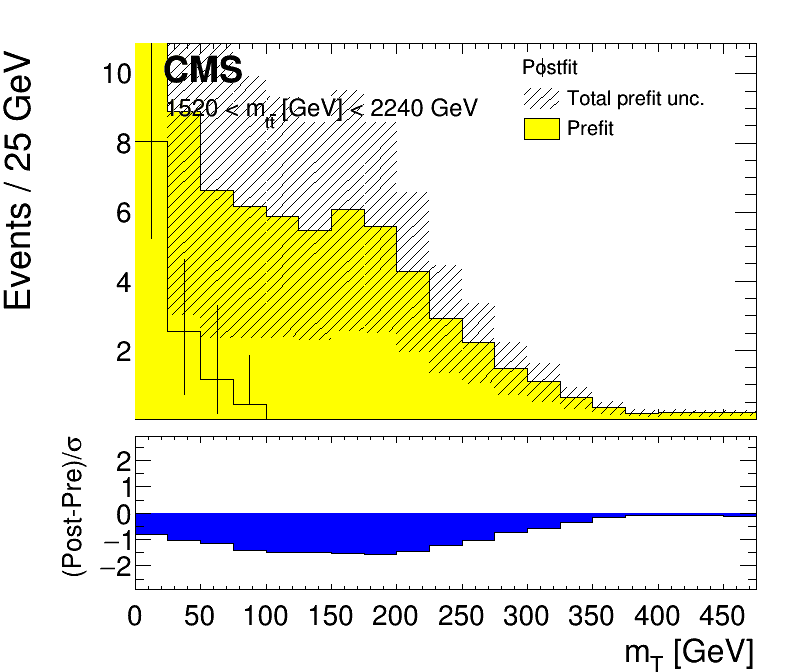 Events / 25 GeV
10
8
6
4
2
CMS
1520 < m_tt̄ [GeV] < 2240 GeV
Postfit
Total prefit unc.
Prefit
(Post-Pre)/σ
2
1
0
−1
−2
0 50 100 150 200 250 300 350 400 450
m_T [GeV]